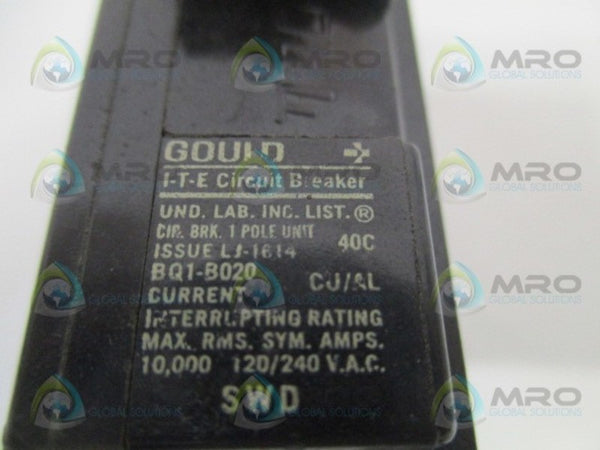 GOULD
I-T-E Circuit Breaker
UND. LAB. INC. LIST.®
CIR. BRK. 1 POLE UNIT
ISSUE LJ-1614 40C
BQ1-B020 CU/AL
CURRENT
INTERRUPTING RATING
MAX. RMS. SYM. AMPS.
10,000 120/240 V.A.C.
SWD
MRO
GLOBAL SOLUTIONS